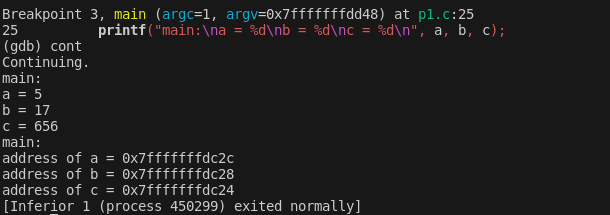 Breakpoint 3, main (argc=1, argv=0x7fffffffdd48) at p1.c:25
25          printf("main:\na = %d\nb = %d\nc = %d\n", a, b, c);
(gdb) cont
Continuing.
main:
a = 5
b = 17
c = 656
main:
address of a = 0x7fffffffdc2c
address of b = 0x7fffffffdc28
address of c = 0x7fffffffdc24
[Inferior 1 (process 450299) exited normally]